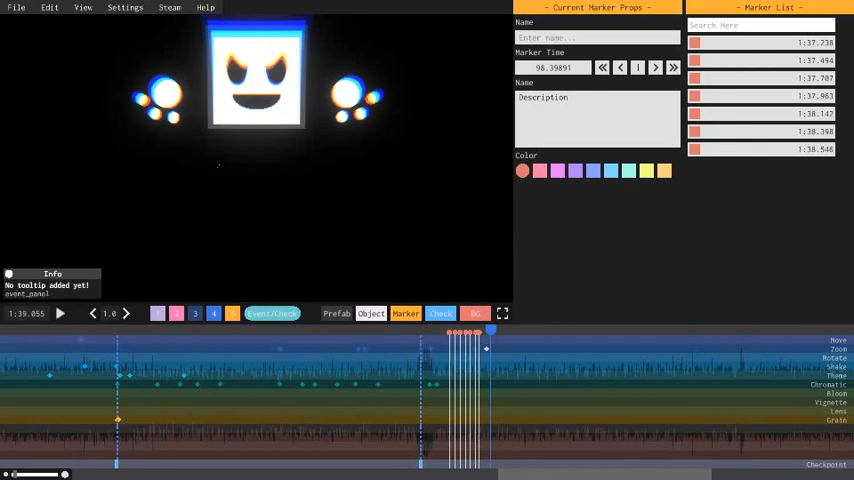 File Edit View Settings Steam Help
- Current Marker Props -
- Marker List -
Name
Enter name...
Marker Time
98.39891
Name
Description
Color
Search Here
1:37.238
1:37.494
1:37.707
1:37.963
1:38.142
1:38.398
1:38.546
Info
No tooltip added yet!
event_panel
1:39.055 1.0 1 2 3 4 5 Event/Check Prefab Object Marker Check BG
Move
Zoom
Rotate
Shake
Theme
Chromatic
Bloom
Vignette
Lens
Grain
Checkpoint